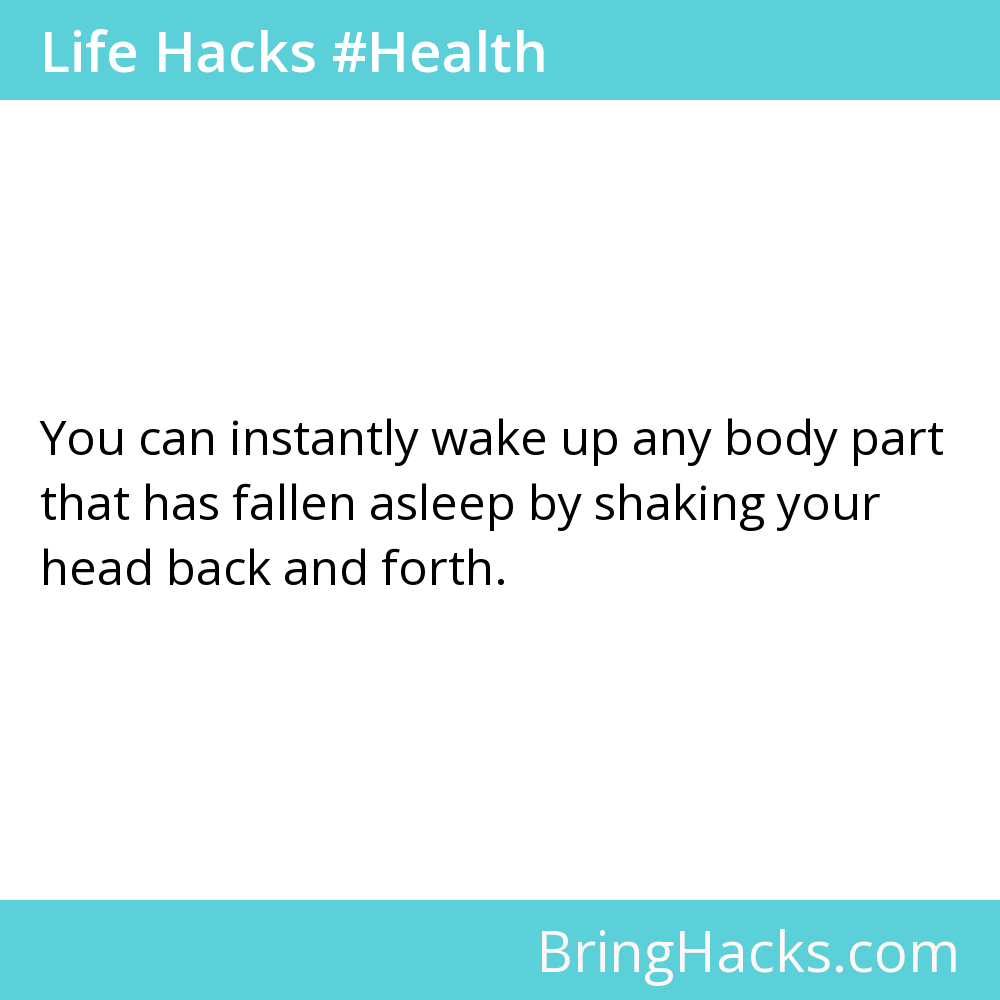 Life Hacks #Health
You can instantly wake up any body part
that has fallen asleep by shaking your
head back and forth.
BringHacks.com